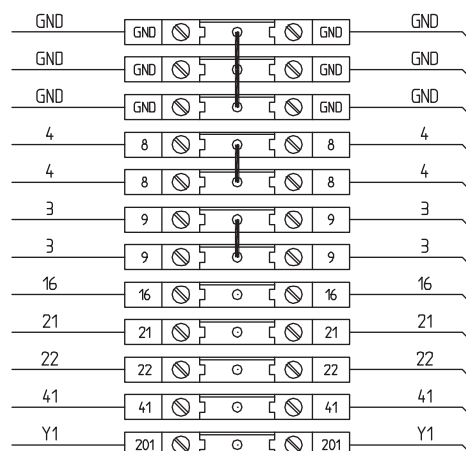 GND GND GND GND
GND GND GND GND
GND GND GND GND
4 8 8 4
4 8 8 4
3 9 9 3
3 9 9 3
16 16 16 16
21 21 21 21
22 22 22 22
41 41 41 41
Y1 201 201 Y1